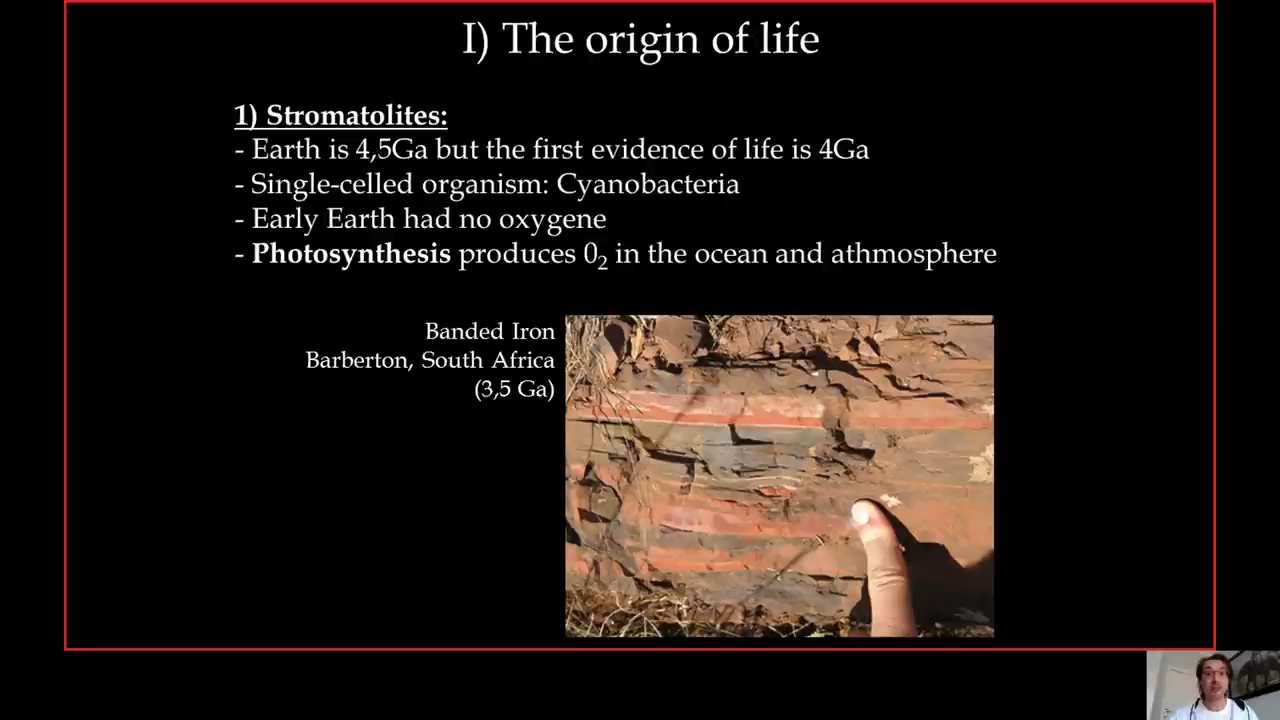 I) The origin of life
1) Stromatolites:
- Earth is 4,5Ga but the first evidence of life is 4Ga
- Single-celled organism: Cyanobacteria
- Early Earth had no oxygene
- Photosynthesis produces 0₂ in the ocean and athmosphere
Banded Iron
Barberton, South Africa
(3,5 Ga)